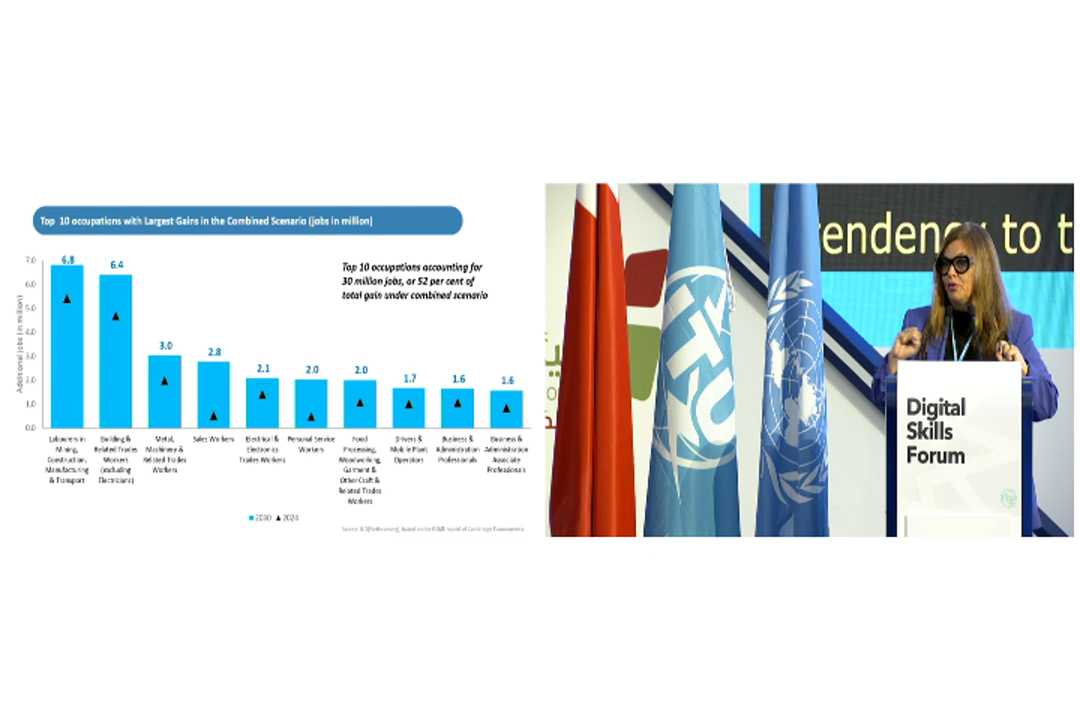 Top 10 occupations with Largest Gains in the Combined Scenario (jobs in million)
Top 10 occupations accounting for
30 million jobs, or 52 per cent of
total gain under combined scenario
Additional jobs (in million)
7.0
6.0
5.0
4.0
3.0
2.0
1.0
0.0
6.8
6.4
3.0
2.8
2.1
2.0
2.0
1.7
1.6
1.6
Labourers in
Mining,
Construction,
Manufacturing
& Transport
Building &
Related Trades
Workers
(excluding
Electricians)
Metal,
Machinery &
Related Trades
Workers
Sales Workers
Electrical &
Electronics
Trades Workers
Personal Service
Workers
Food
Processing,
Woodworking,
Garment &
Other Craft &
Related Trades
Workers
Drivers &
Mobile Plant
Operators
Business &
Administration
Professionals
Business &
Administration
Associate
Professionals
2030
2024
endency to t
ITU
Digital
Skills
Forum